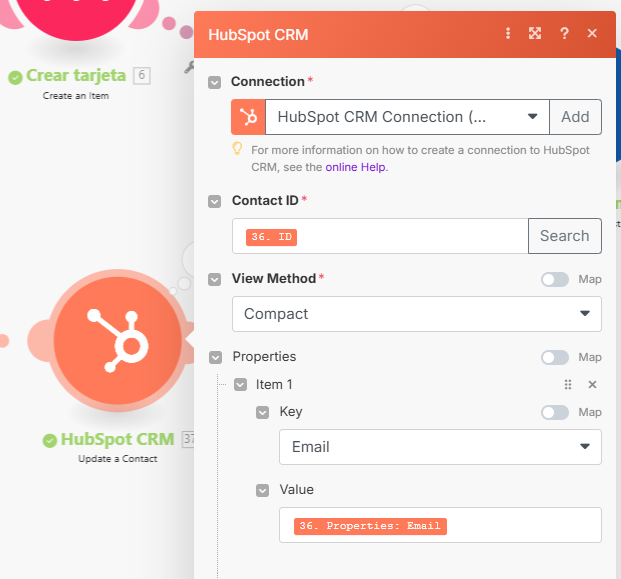 HubSpot CRM
Crear tarjeta 6
Create an Item
Connection*
HubSpot CRM Connection (...
Add
For more information on how to create a connection to HubSpot
CRM, see the online Help.
Contact ID*
36. ID
Search
View Method*
Map
Compact
Properties
Map
Item 1
Key
Map
Email
HubSpot CRM 37
Update a Contact
Value
36. Properties: Email